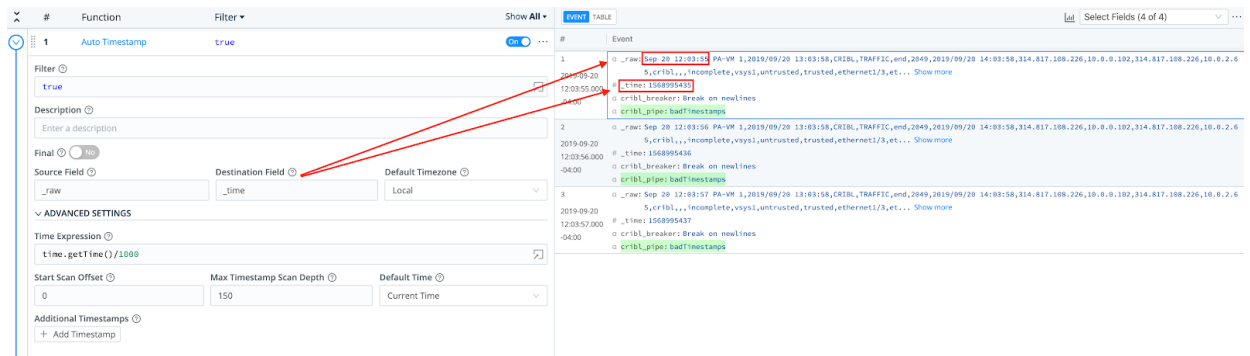 # Function Filter Show All
1 Auto Timestamp true On ...
Filter
true
Description
Enter a description
Final No
Source Field Destination Field Default Timezone
_raw _time Local
ADVANCED SETTINGS
Time Expression
time.getTime()/1000
Start Scan Offset Max Timestamp Scan Depth Default Time
0 150 Current Time
Additional Timestamps
+ Add Timestamp
EVENT TABLE Select Fields (4 of 4) ...
# Event
1
2019-09-20
12:03:55.000
-04:00
α _raw: Sep 20 12:03:55 PA-VM 1,2019/09/20 13:03:58,CRIBL,TRAFFIC,end,2049,2019/09/20 14:03:58,314.817.108.226,10.0.0.102,314.817.108.226,10.0.2.6
5,cribl,,,incomplete,vsys1,untrusted,trusted,ethernet1/3,et... Show more
# _time: 1568995435
α cribl_breaker: Break on newlines
α cribl_pipe: badTimestamps
2
2019-09-20
12:03:56.000
-04:00
α _raw: Sep 20 12:03:56 PA-VM 1,2019/09/20 13:03:58,CRIBL,TRAFFIC,end,2049,2019/09/20 14:03:58,314.817.108.226,10.0.0.102,314.817.108.226,10.0.2.6
5,cribl,,,incomplete,vsys1,untrusted,trusted,ethernet1/3,et... Show more
# _time: 1568995436
α cribl_breaker: Break on newlines
α cribl_pipe: badTimestamps
3
2019-09-20
12:03:57.000
-04:00
α _raw: Sep 20 12:03:57 PA-VM 1,2019/09/20 13:03:58,CRIBL,TRAFFIC,end,2049,2019/09/20 14:03:58,314.817.108.226,10.0.0.102,314.817.108.226,10.0.2.6
5,cribl,,,incomplete,vsys1,untrusted,trusted,ethernet1/3,et... Show more
# _time: 1568995437
α cribl_breaker: Break on newlines
α cribl_pipe: badTimestamps